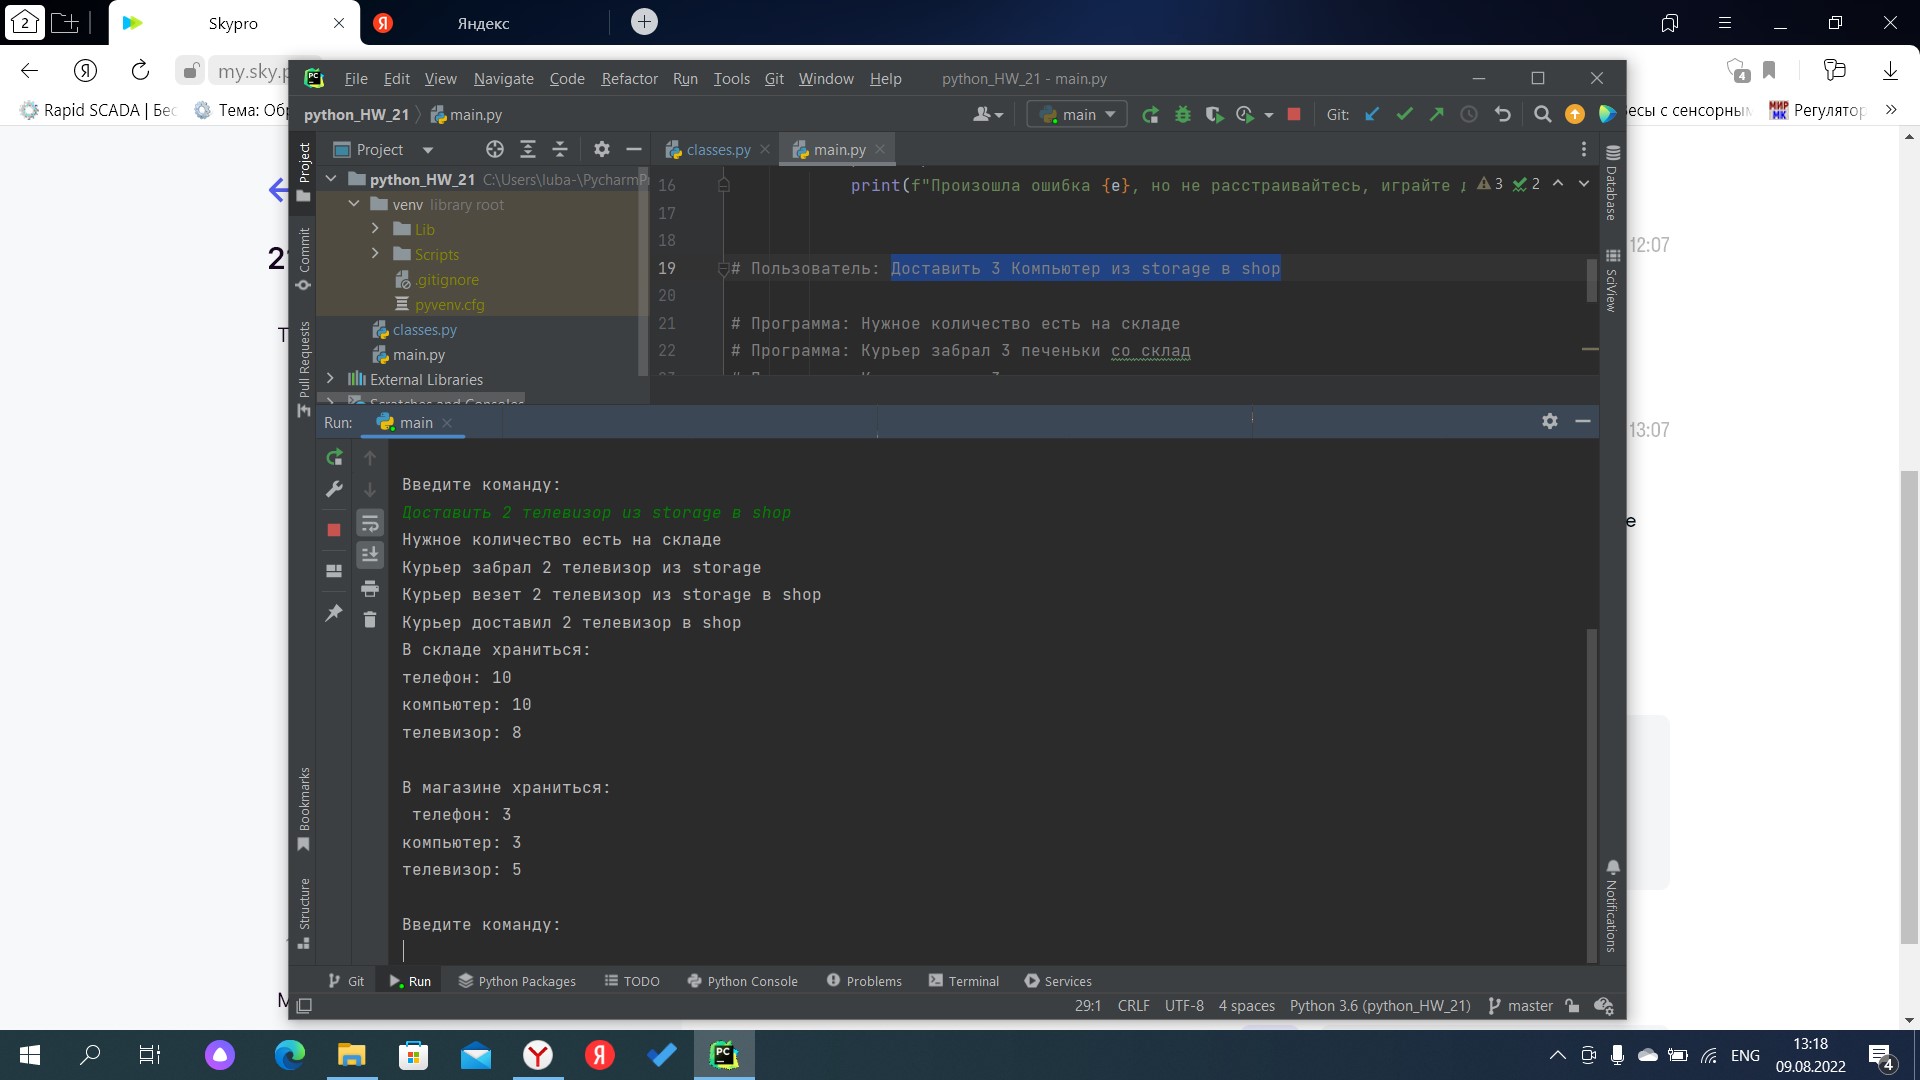 2
Skypro
Яндекс
my.sky.p
4
Rapid SCADA | Бес
Тема: Обр
весы с сенсорным
Регулятор
File Edit View Navigate Code Refactor Run Tools Git Window Help
python_HW_21 - main.py
python_HW_21
main.py
main
Git:
Project
classes.py
main.py
Project
Commit
Pull Requests
Bookmarks
Structure
python_HW_21 C:\Users\luba-\PycharmPr
venv library root
Lib
Scripts
.gitignore
pyvenv.cfg
classes.py
main.py
External Libraries
Scratches and Consoles
16 print(f"Произошла ошибка {e}, но не расстраивайтесь, играйте
3 2
17
18
19 # Пользователь: Доставить 3 Компьютер из storage в shop
20
21 # Программа: Нужное количество есть на складе
22 # Программа: Курьер забрал 3 печеньки со склад
Database
SciView
Notifications
12:07
13:07
Run: main
Введите команду:
Доставить 2 телевизор из storage в shop
Нужное количество есть на складе
Курьер забрал 2 телевизор из storage
Курьер везет 2 телевизор из storage в shop
Курьер доставил 2 телевизор в shop
В складе храниться:
телефон: 10
компьютер: 10
телевизор: 8
В магазине храниться:
телефон: 3
компьютер: 3
телевизор: 5
Введите команду:
Git Run Python Packages TODO Python Console Problems Terminal Services
29:1 CRLF UTF-8 4 spaces Python 3.6 (python_HW_21) master
ENG
13:18
09.08.2022
4